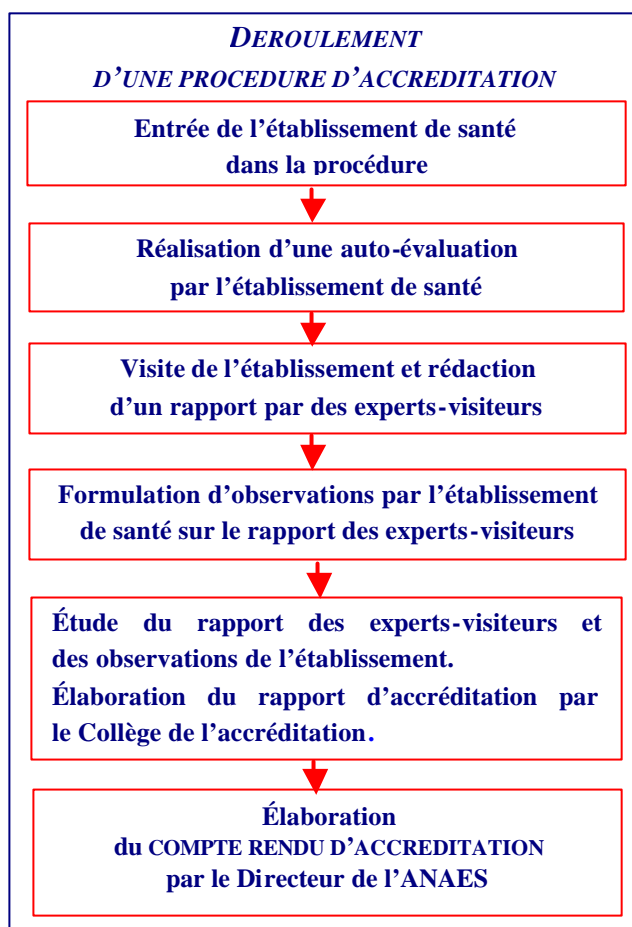 DEROULEMENT
D’UNE PROCEDURE D’ACCREDITATION
Entrée de l’établissement de santé
dans la procédure
Réalisation d’une auto-évaluation
par l’établissement de santé
Visite de l’établissement et rédaction
d’un rapport par des experts-visiteurs
Formulation d’observations par l’établissement
de santé sur le rapport des experts-visiteurs
Étude du rapport des experts-visiteurs et
des observations de l’établissement.
Élaboration du rapport d’accréditation par
le Collège de l’accréditation.
Élaboration
du COMPTE RENDU D’ACCREDITATION
par le Directeur de l’ANAES